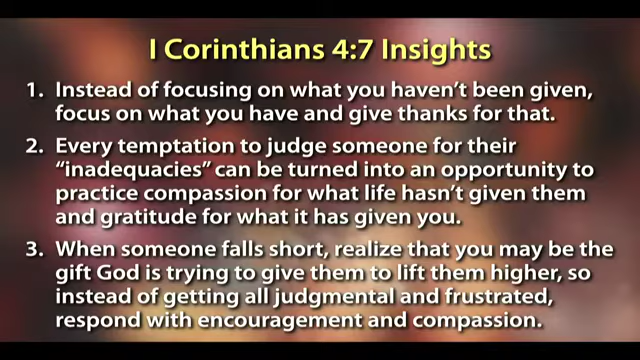 I Corinthians 4:7 Insights
1. Instead of focusing on what you haven't been given,
focus on what you have and give thanks for that.
2. Every temptation to judge someone for their
“inadequacies” can be turned into an opportunity to
practice compassion for what life hasn't given them
and gratitude for what it has given you.
3. When someone falls short, realize that you may be the
gift God is trying to give them to lift them higher, so
instead of getting all judgmental and frustrated,
respond with encouragement and compassion.